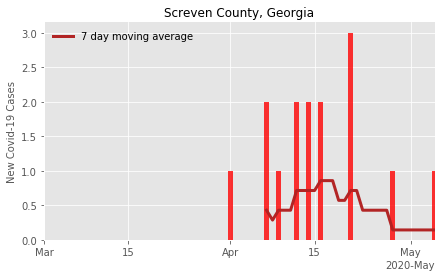 Screven County, Georgia
7 day moving average
New Covid-19 Cases
3.0
2.5
2.0
1.5
1.0
0.5
0.0
Mar 15 Apr 15 May
2020-May